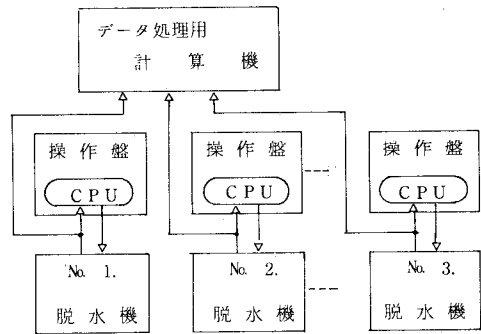 データ処理用
計算機
操作盤
CPU
操作盤
CPU
操作盤
CPU
No. 1.
脱水機
No. 2.
脱水機
No. 3.
脱水機